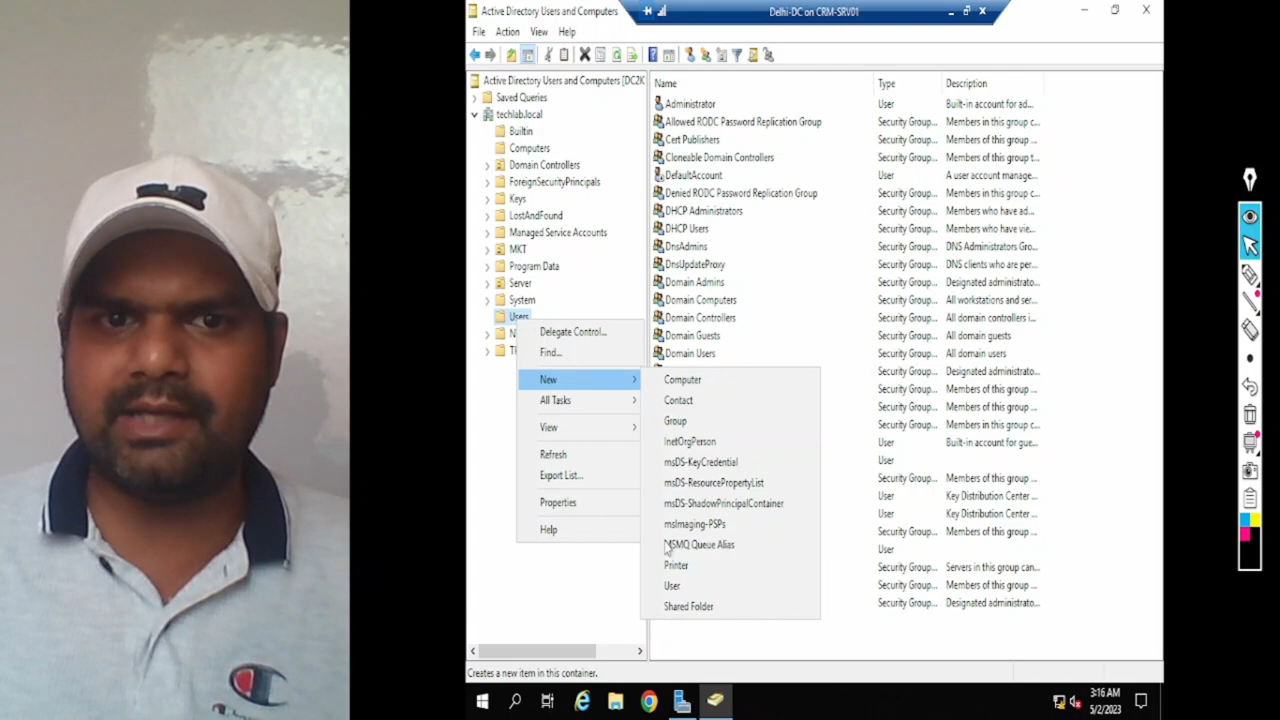 Active Directory Users and Computers
Delhi-DC on CRM-SRV01
File Action View Help
Active Directory Users and Computers [DC2K
Saved Queries
techlab.local
Builtin
Computers
Domain Controllers
ForeignSecurityPrincipals
Keys
LostAndFound
Managed Service Accounts
MKT
Program Data
Server
System
Users
Name Type Description
Administrator User Built-in account for ad...
Allowed RODC Password Replication Group Security Group... Members in this group c...
Cert Publishers Security Group... Members of this group ...
Cloneable Domain Controllers Security Group... Members of this group t...
DefaultAccount User A user account manage...
Denied RODC Password Replication Group Security Group... Members in this group c...
DHCP Administrators Security Group... Members who have ad...
DHCP Users Security Group... Members who have vie...
DnsAdmins Security Group... DNS Administrators Gro...
DnsUpdateProxy Security Group... DNS clients who are per...
Domain Admins Security Group... Designated administrato...
Domain Computers Security Group... All workstations and ser...
Domain Controllers Security Group... All domain controllers i...
Domain Guests Security Group... All domain guests
Domain Users Security Group... All domain users
Security Group... Designated administrato...
Security Group... Members of this group ...
Security Group... Members of this group ...
Security Group... Members in this group c...
User Built-in account for gue...
User
Security Group... Members of this group ...
User Key Distribution Center ...
User Key Distribution Center ...
Security Group... Members of this group ...
User
Security Group... Servers in this group can...
Security Group... Members of this group ...
Security Group... Designated administrato...
Delegate Control...
Find...
New
All Tasks
View
Refresh
Export List...
Properties
Help
Computer
Contact
Group
InetOrgPerson
msDS-KeyCredential
msDS-ResourcePropertyList
msDS-ShadowPrincipalContainer
msImaging-PSPs
MSMQ Queue Alias
Printer
User
Shared Folder
Creates a new item in this container.
3:16 AM
5/2/2023